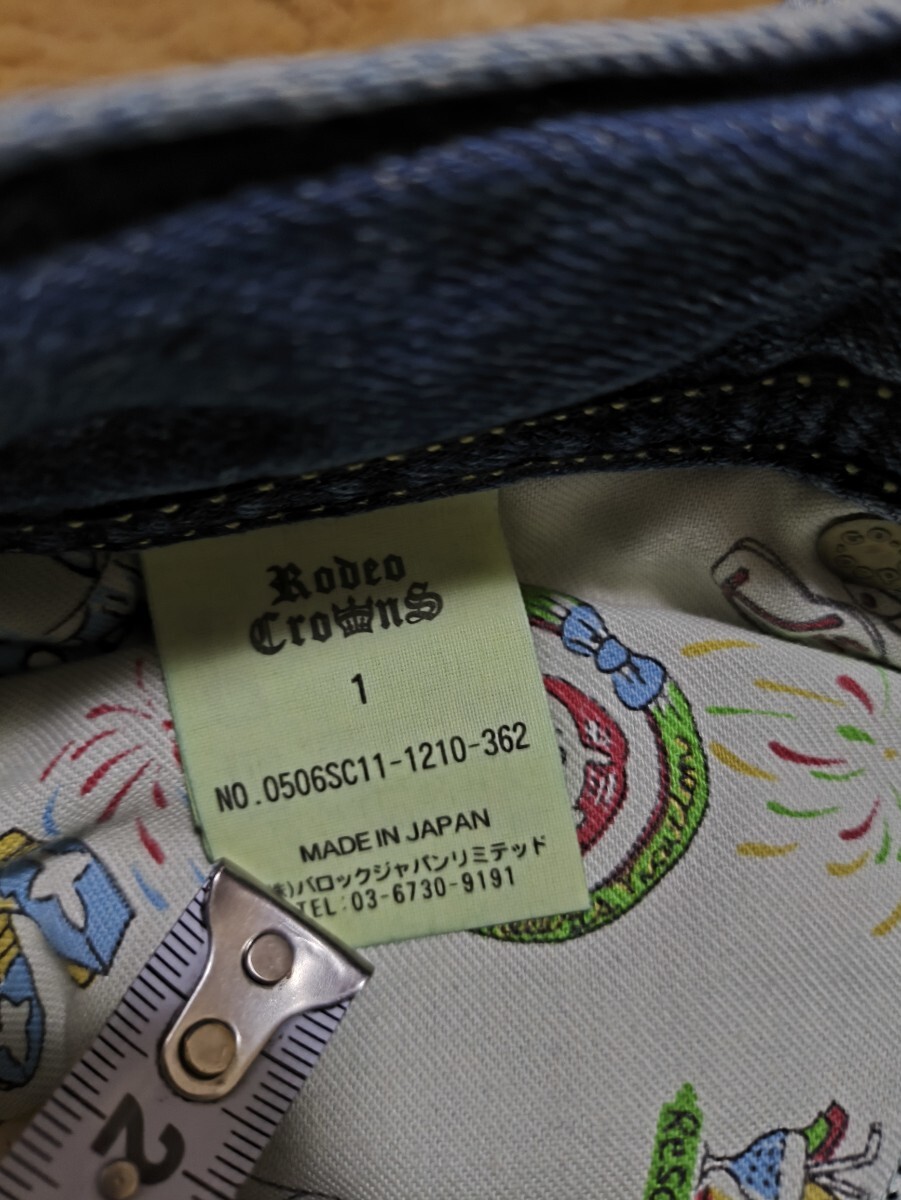 Rodeo
Crowns
1
NO.0506SC11-1210-362
MADE IN JAPAN
㈱バロックジャパンリミテッド
TEL:03-6730-9191
2